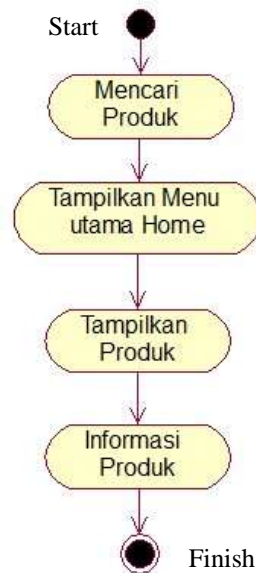 Start
Mencari
Produk
Tampilkan Menu
utama Home
Tampilkan
Produk
Informasi
Produk
Finish